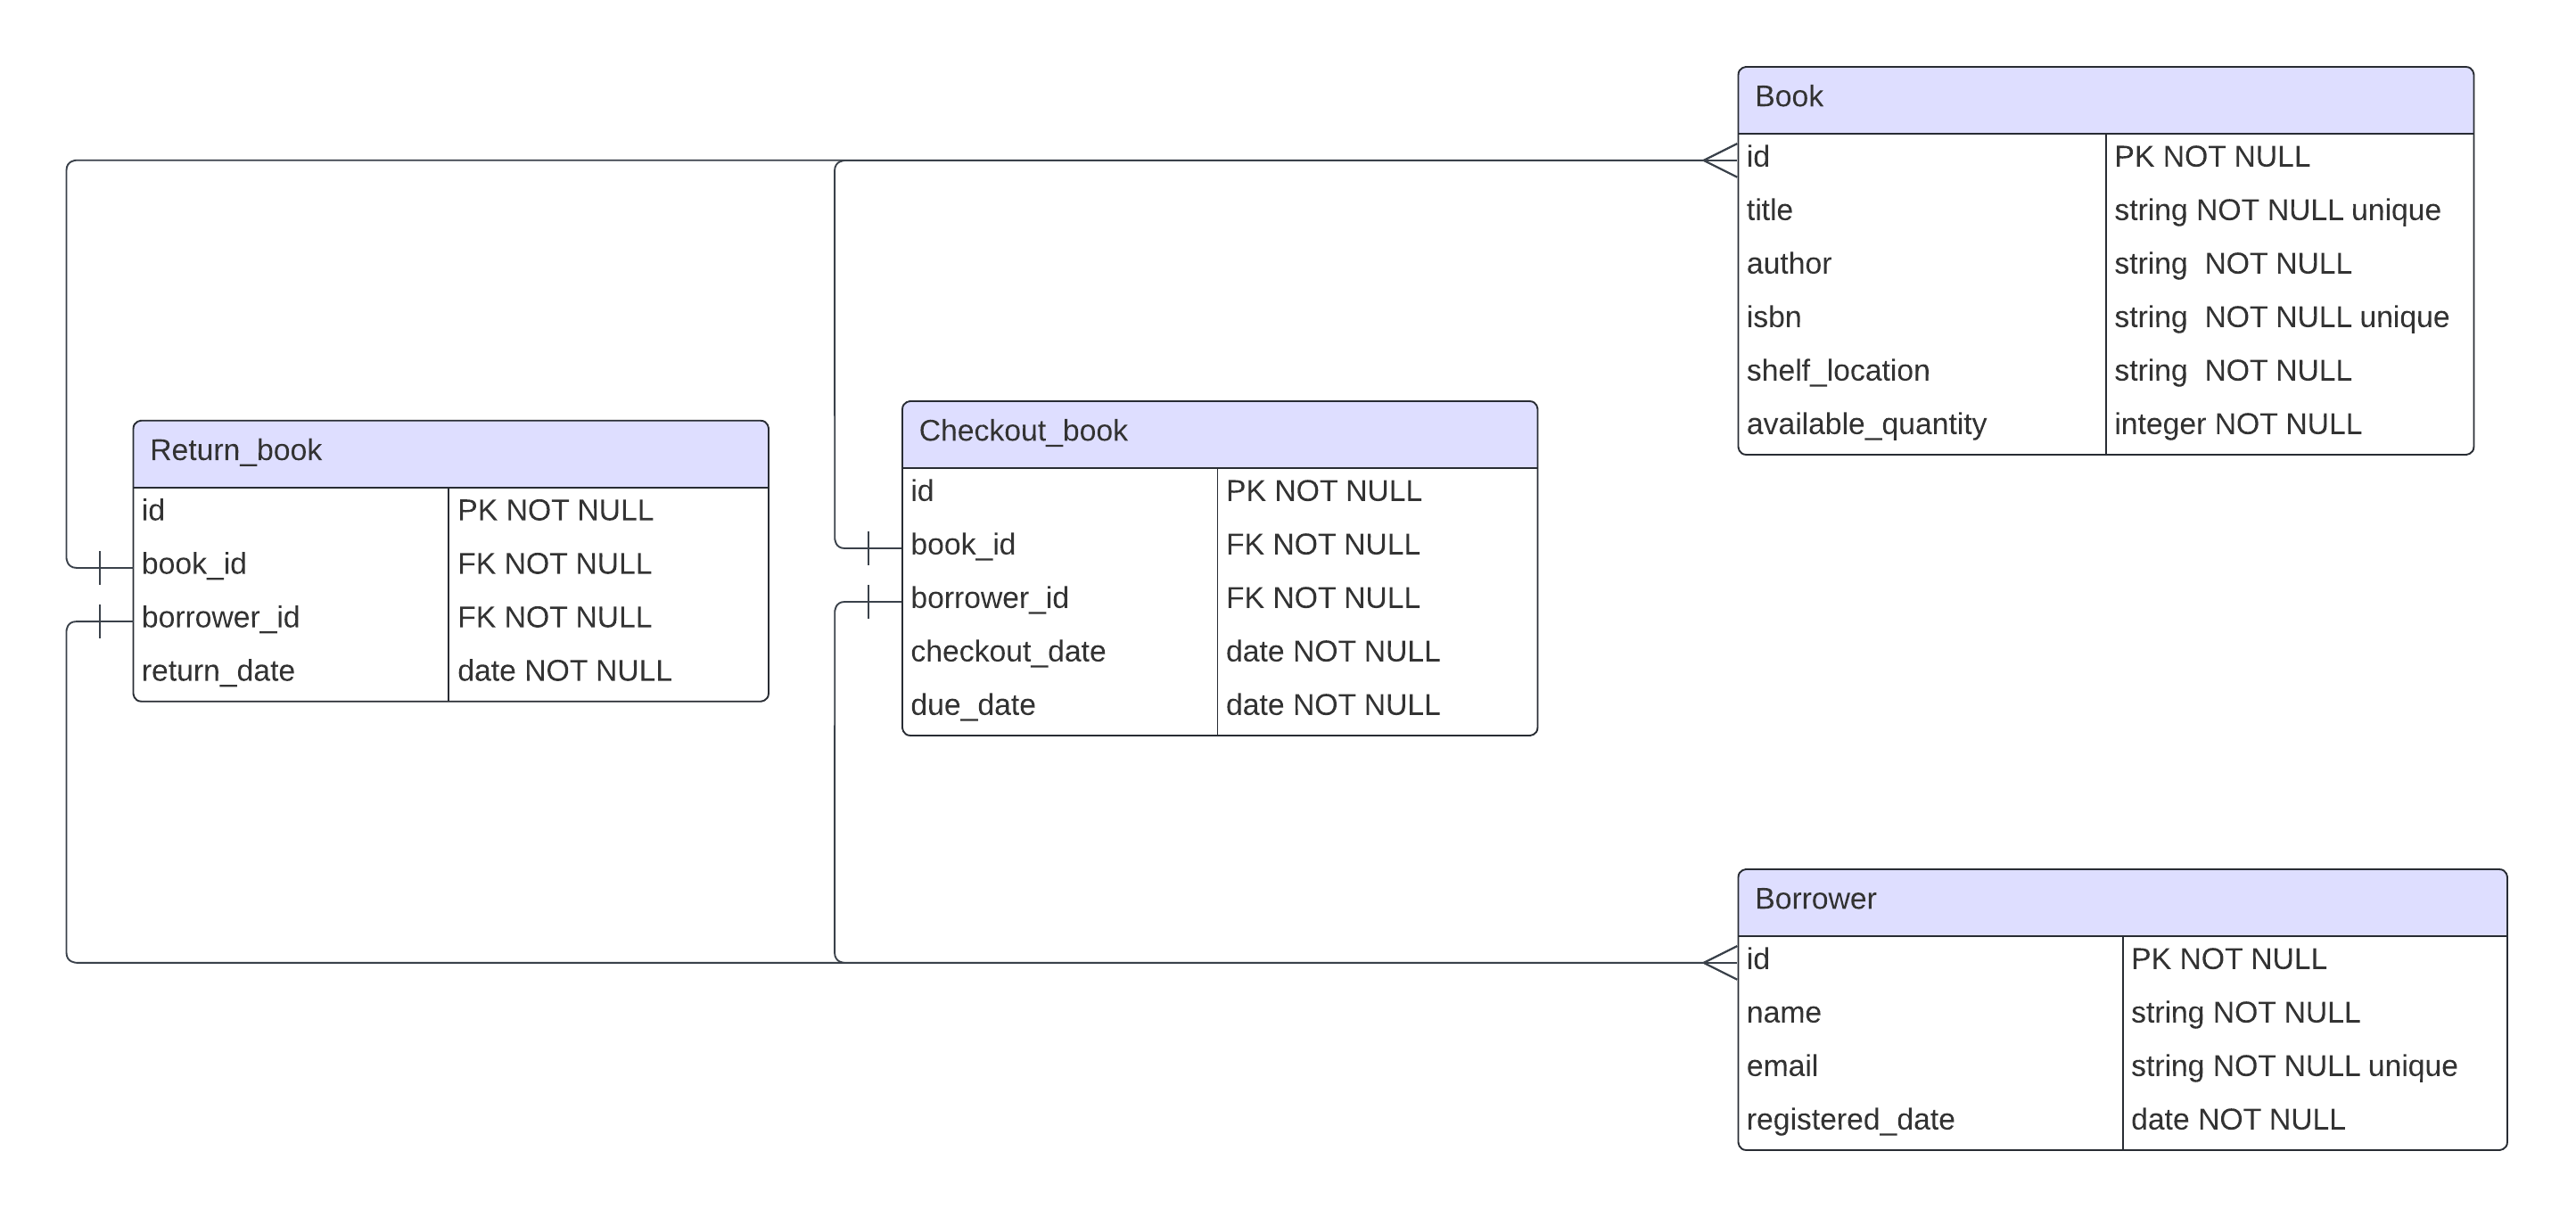 Book
id PK NOT NULL
title string NOT NULL unique
author string NOT NULL
isbn string NOT NULL unique
shelf_location string NOT NULL
available_quantity integer NOT NULL
Return_book
id PK NOT NULL
book_id FK NOT NULL
borrower_id FK NOT NULL
return_date date NOT NULL
Checkout_book
id PK NOT NULL
book_id FK NOT NULL
borrower_id FK NOT NULL
checkout_date date NOT NULL
due_date date NOT NULL
Borrower
id PK NOT NULL
name string NOT NULL
email string NOT NULL unique
registered_date date NOT NULL